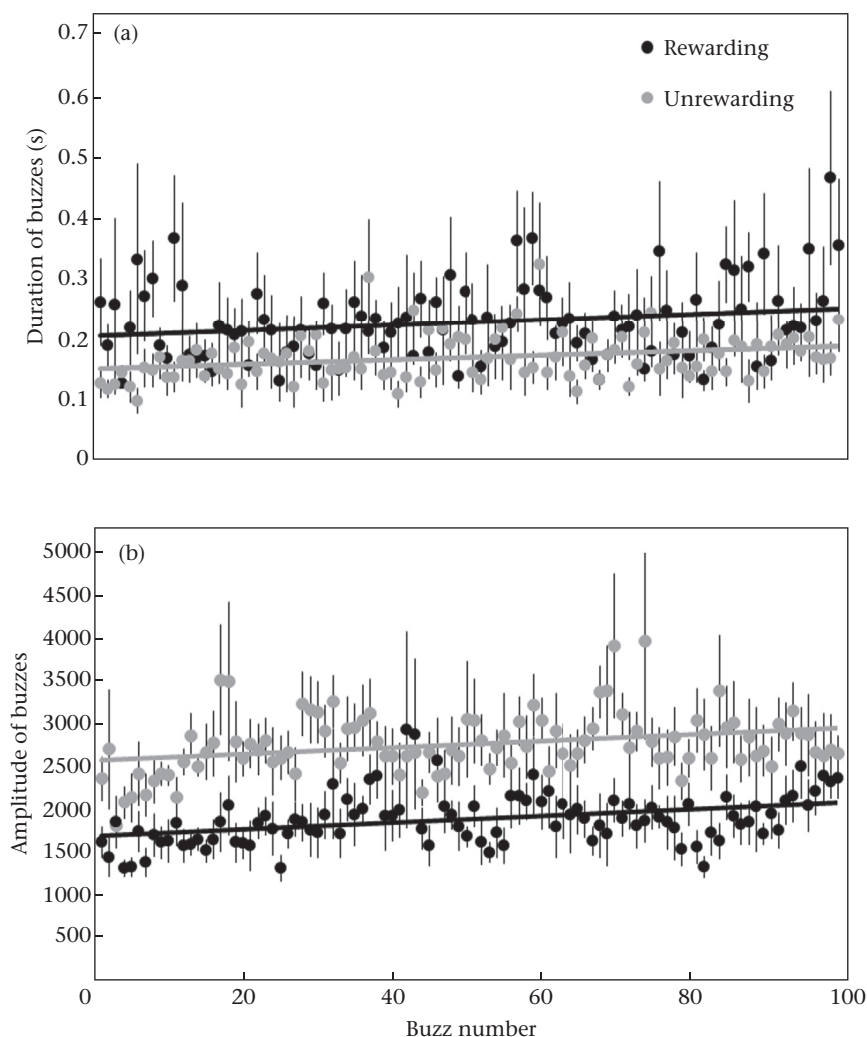 (a)
Rewarding
Unrewarding
0.7
0.6
0.5
0.4
0.3
0.2
0.1
0
Duration of buzzes (s)
(b)
5000
4500
4000
3500
3000
2500
2000
1500
1000
500
Amplitude of buzzes
0 20 40 60 80 100
Buzz number